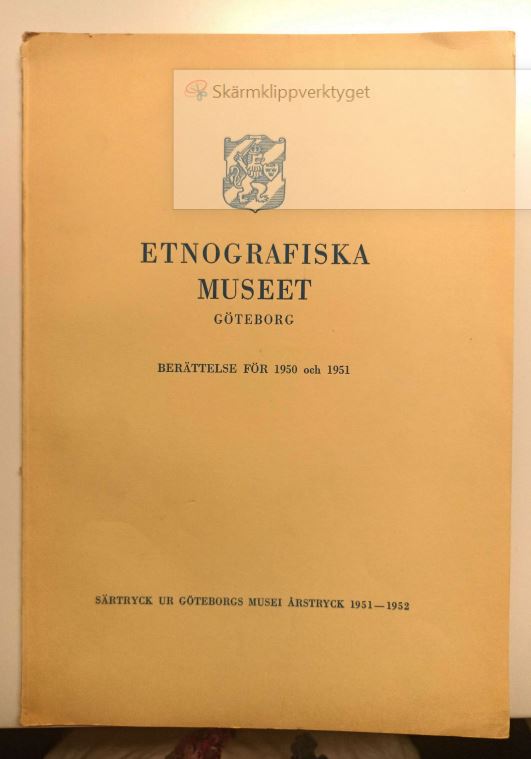 Skärmklippverktyget
ETNOGRAFISKA
MUSEET
GÖTEBORG
BERÄTTELSE FÖR 1950 och 1951
SÄRTRYCK UR GÖTEBORGS MUSEI ÅRSTRYCK 1951—1952